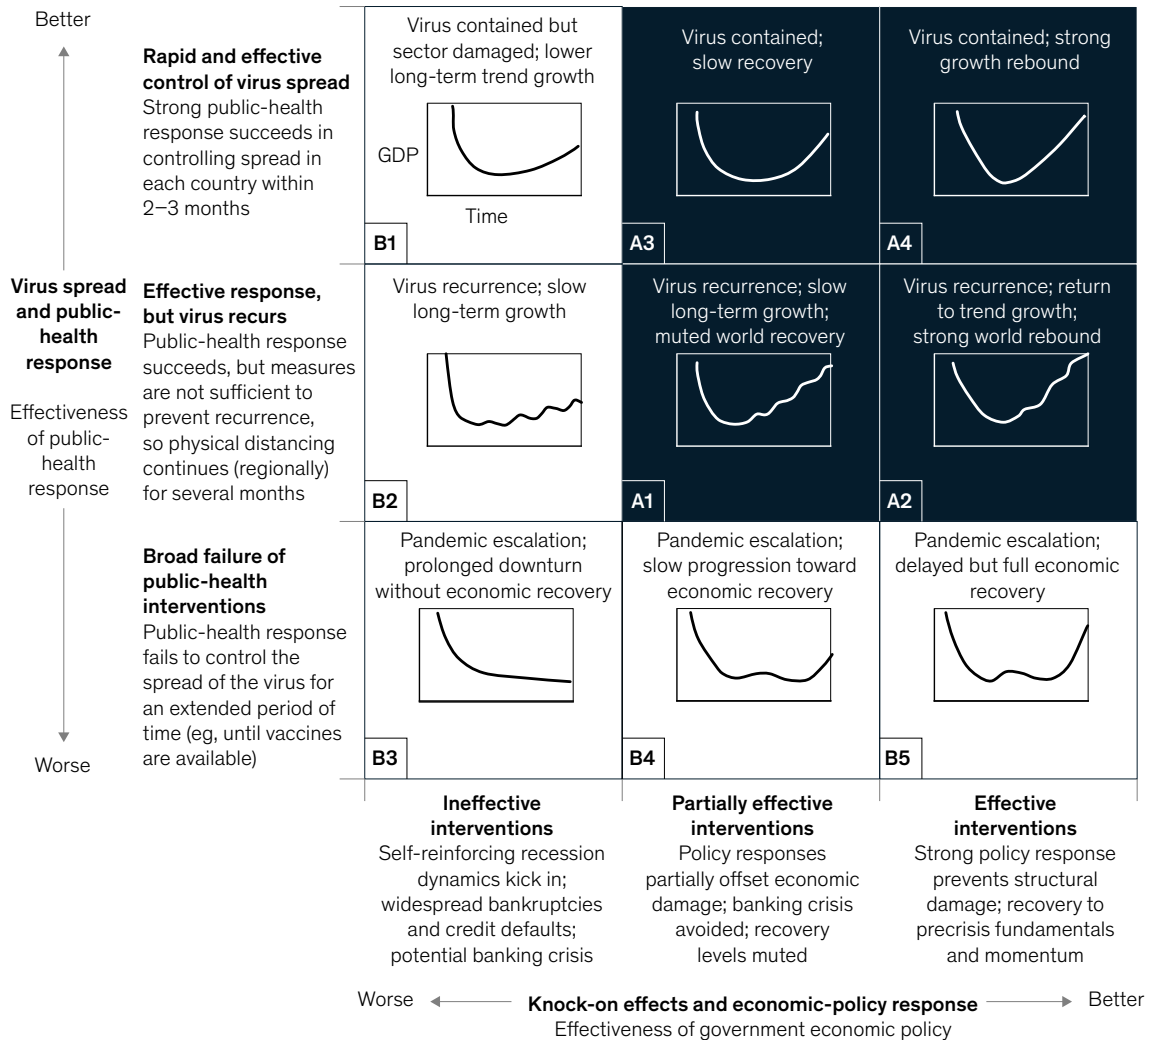 Better
Rapid and effective
control of virus spread
Strong public-health
response succeeds in
controlling spread in
each country within
2–3 months
Virus contained but
sector damaged; lower
long-term trend growth
GDP
Time
B1
Virus contained;
slow recovery
A3
Virus contained; strong
growth rebound
A4
Virus spread
and public-
health
response
Effectiveness
of public-
health
response
Effective response,
but virus recurs
Public-health response
succeeds, but measures
are not sufficient to
prevent recurrence,
so physical distancing
continues (regionally)
for several months
Virus recurrence; slow
long-term growth
B2
Virus recurrence; slow
long-term growth;
muted world recovery
A1
Virus recurrence; return
to trend growth;
strong world rebound
A2
Broad failure of
public-health
interventions
Public-health response
fails to control the
spread of the virus for
an extended period of
time (eg, until vaccines
are available)
Worse
Pandemic escalation;
prolonged downturn
without economic recovery
B3
Pandemic escalation;
slow progression toward
economic recovery
B4
Pandemic escalation;
delayed but full economic
recovery
B5
Ineffective
interventions
Self-reinforcing recession
dynamics kick in;
widespread bankruptcies
and credit defaults;
potential banking crisis
Partially effective
interventions
Policy responses
partially offset economic
damage; banking crisis
avoided; recovery
levels muted
Effective
interventions
Strong policy response
prevents structural
damage; recovery to
precrisis fundamentals
and momentum
Worse
Knock-on effects and economic-policy response
Better
Effectiveness of government economic policy